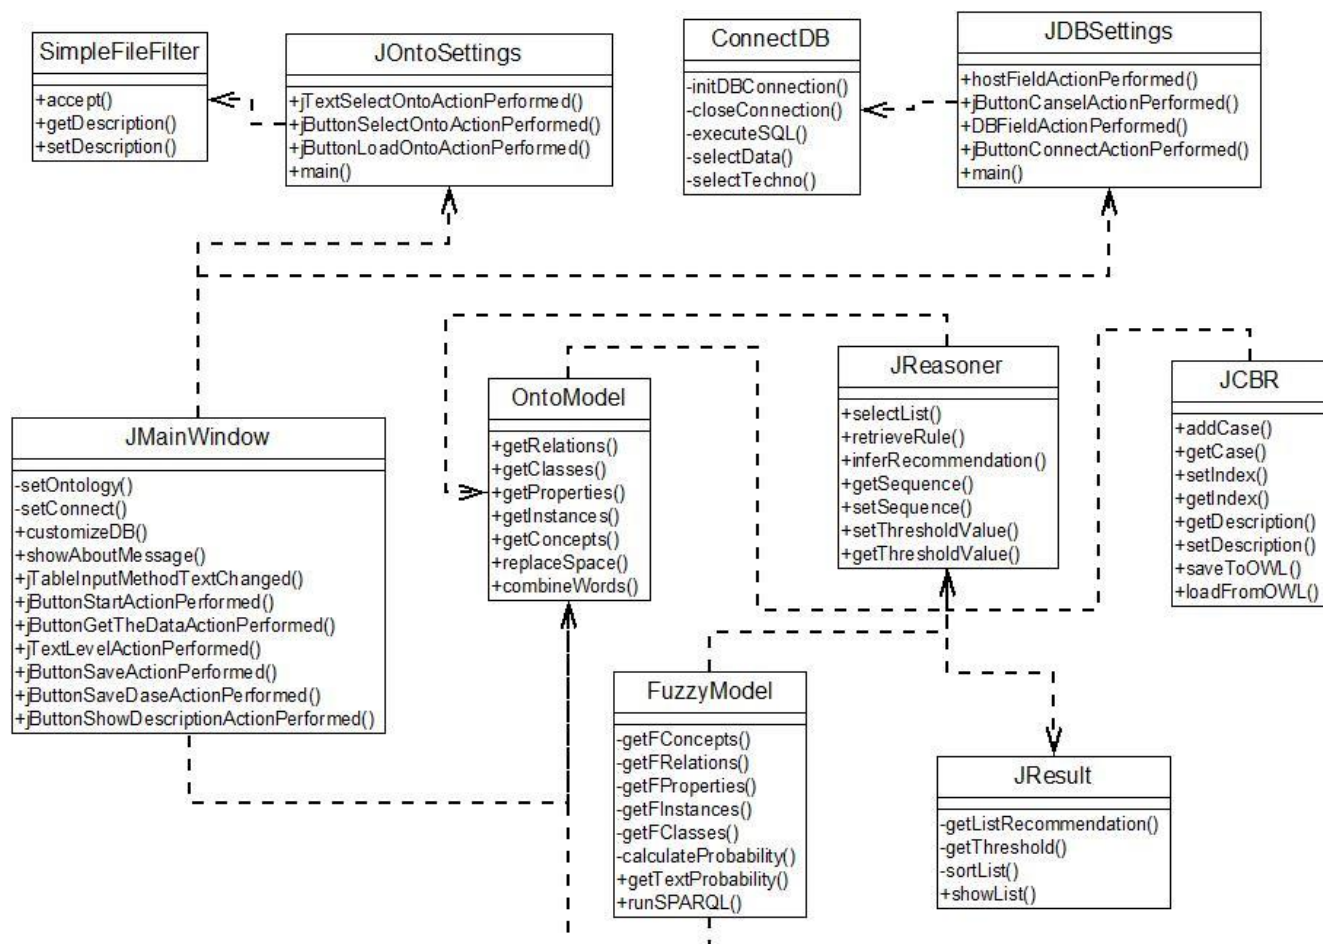 SimpleFileFilter
+accept()
+getDescription()
+setDescription()
JOntoSettings
+jTextSelectOntoActionPerformed()
+jButtonSelectOntoActionPerformed()
+jButtonLoadOntoActionPerformed()
+main()
ConnectDB
-initDBConnection()
-closeConnection()
-executeSQL()
-selectData()
-selectTechno()
JDBSettings
+hostFieldActionPerformed()
+jButtonCanselActionPerformed()
+DBFieldActionPerformed()
+jButtonConnectActionPerformed()
+main()
JMainWindow
-setOntology()
-setConnect()
+customizeDB()
+showAboutMessage()
+jTableInputMethodTextChanged()
+jButtonStartActionPerformed()
+jButtonGetTheDataActionPerformed()
+jTextLevelActionPerformed()
+jButtonSaveActionPerformed()
+jButtonSaveDaseActionPerformed()
+jButtonShowDescriptionActionPerformed()
OntoModel
+getRelations()
+getClasses()
+getProperties()
+getInstances()
+getConcepts()
+replaceSpace()
+combineWords()
JReasoner
+selectList()
+retrieveRule()
+inferRecommendation()
+getSequence()
+setSequence()
+setThresholdValue()
+getThresholdValue()
JCBR
+addCase()
+getCase()
+setIndex()
+getIndex()
+getDescription()
+setDescription()
+saveToOWL()
+loadFromOWL()
FuzzyModel
-getFConcepts()
-getFRelations()
-getFProperties()
-getFInstances()
-getFClasses()
-calculateProbability()
+getTextProbability()
+runSPARQL()
JResult
-getListRecommendation()
-getThreshold()
-sortList()
+showList()